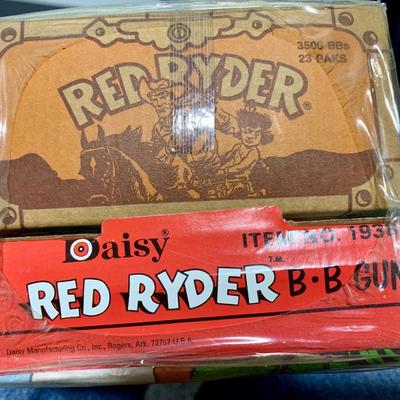 3500 BBs
23 PAKS
RED RYDER®
Daisy®
ITEM NO. 1938
T.M.
RED RYDER B·B GUN
Daisy Manufacturing Co., Inc., Rogers, Ark. 72757 U.S.A.